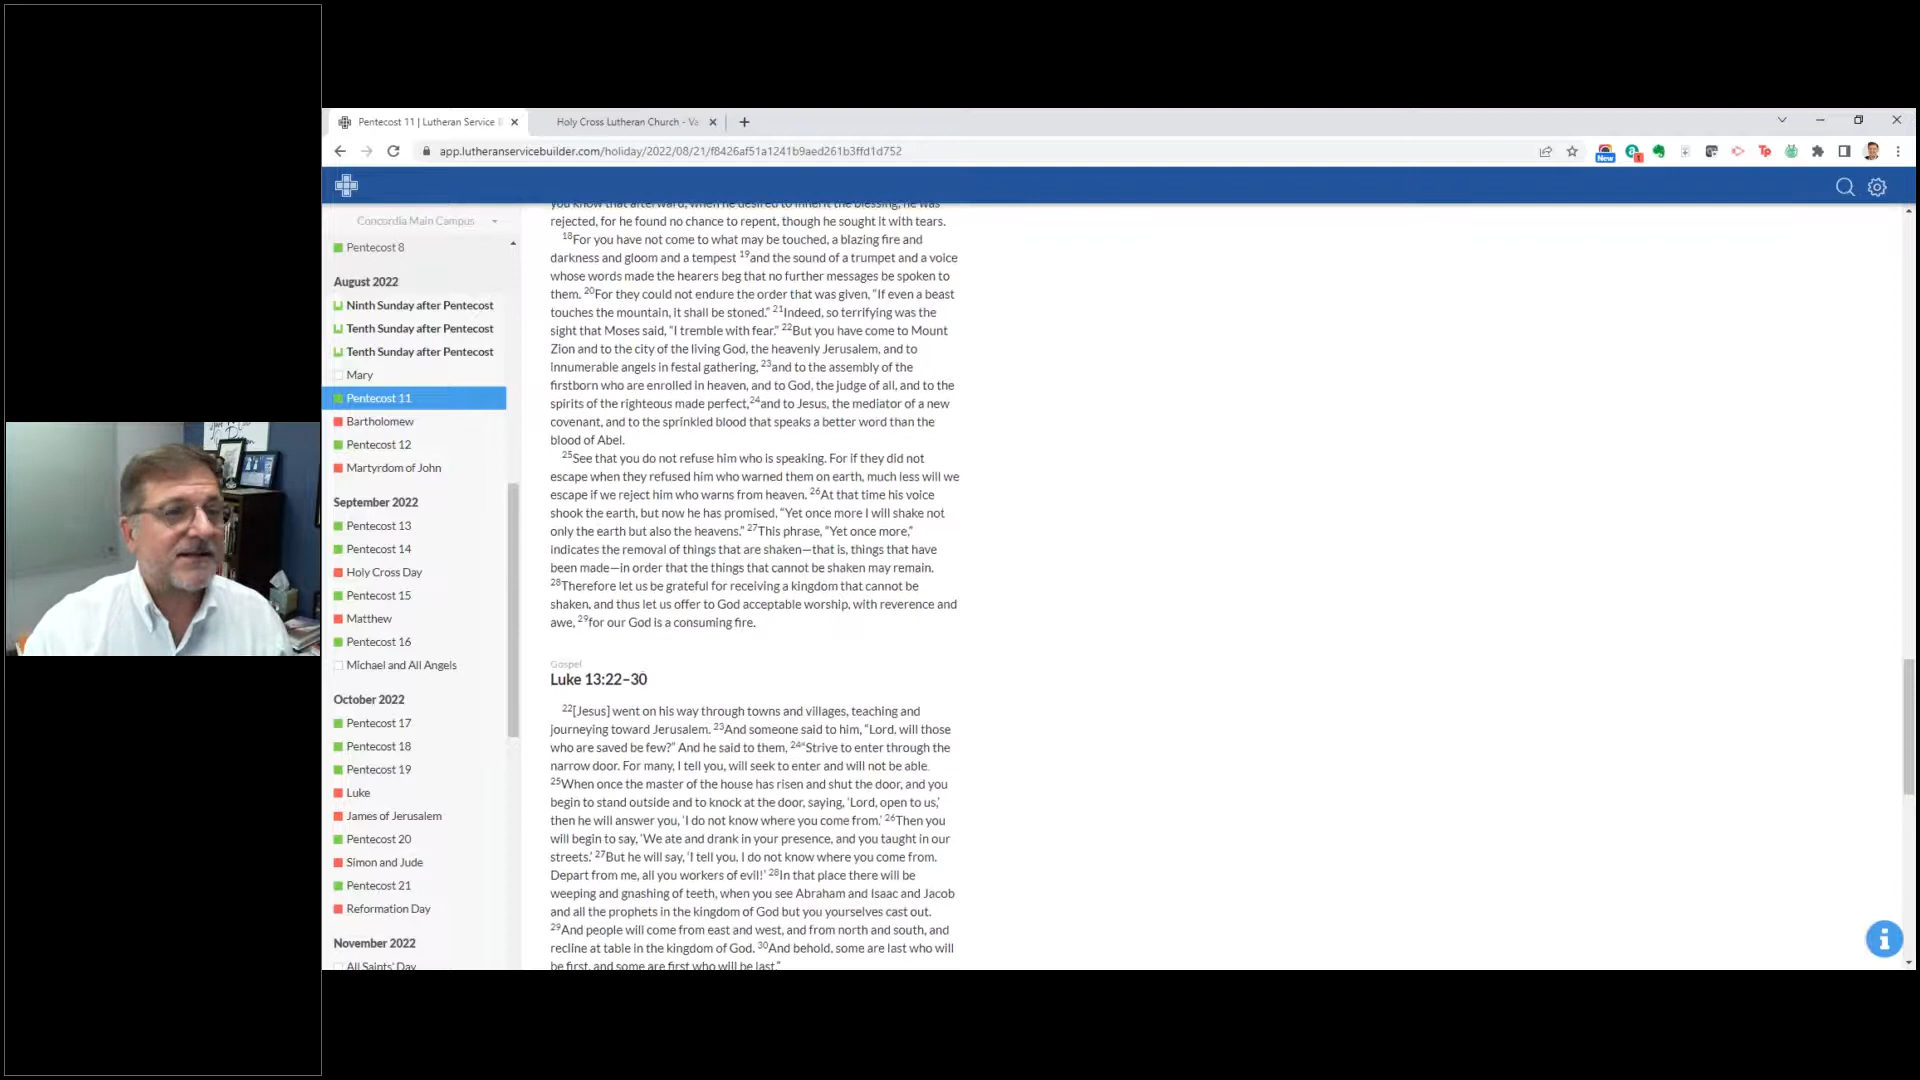 Pentecost 11 | Lutheran Service
Holy Cross Lutheran Church - Va
app.lutheranservicebuilder.com/holiday/2022/08/21/f8426af51a1241b9aed261b3ffd1d752
New
1
Tp
Concordia Main Campus
Pentecost 8
August 2022
Ninth Sunday after Pentecost
Tenth Sunday after Pentecost
Tenth Sunday after Pentecost
Mary
Pentecost 11
Bartholomew
Pentecost 12
Martyrdom of John
September 2022
Pentecost 13
Pentecost 14
Holy Cross Day
Pentecost 15
Matthew
Pentecost 16
Michael and All Angels
October 2022
Pentecost 17
Pentecost 18
Pentecost 19
Luke
James of Jerusalem
Pentecost 20
Simon and Jude
Pentecost 21
Reformation Day
November 2022
All Saints' Day
you know that afterward, when he desired to inherit the blessing, he was
rejected, for he found no chance to repent, though he sought it with tears.
18For you have not come to what may be touched, a blazing fire and
darkness and gloom and a tempest 19and the sound of a trumpet and a voice
whose words made the hearers beg that no further messages be spoken to
them. 20For they could not endure the order that was given, “If even a beast
touches the mountain, it shall be stoned.” 21Indeed, so terrifying was the
sight that Moses said, “I tremble with fear.” 22But you have come to Mount
Zion and to the city of the living God, the heavenly Jerusalem, and to
innumerable angels in festal gathering, 23and to the assembly of the
firstborn who are enrolled in heaven, and to God, the judge of all, and to the
spirits of the righteous made perfect,24and to Jesus, the mediator of a new
covenant, and to the sprinkled blood that speaks a better word than the
blood of Abel.
25See that you do not refuse him who is speaking. For if they did not
escape when they refused him who warned them on earth, much less will we
escape if we reject him who warns from heaven. 26At that time his voice
shook the earth, but now he has promised, “Yet once more I will shake not
only the earth but also the heavens.” 27This phrase, “Yet once more,”
indicates the removal of things that are shaken—that is, things that have
been made—in order that the things that cannot be shaken may remain.
28Therefore let us be grateful for receiving a kingdom that cannot be
shaken, and thus let us offer to God acceptable worship, with reverence and
awe, 29for our God is a consuming fire.
Gospel
Luke 13:22–30
22[Jesus] went on his way through towns and villages, teaching and
journeying toward Jerusalem. 23And someone said to him, “Lord, will those
who are saved be few?” And he said to them, 24“Strive to enter through the
narrow door. For many, I tell you, will seek to enter and will not be able.
25When once the master of the house has risen and shut the door, and you
begin to stand outside and to knock at the door, saying, ‘Lord, open to us,’
then he will answer you, ‘I do not know where you come from.’ 26Then you
will begin to say, ‘We ate and drank in your presence, and you taught in our
streets.’ 27But he will say, ‘I tell you, I do not know where you come from.
Depart from me, all you workers of evil!’ 28In that place there will be
weeping and gnashing of teeth, when you see Abraham and Isaac and Jacob
and all the prophets in the kingdom of God but you yourselves cast out.
29And people will come from east and west, and from north and south, and
recline at table in the kingdom of God. 30And behold, some are last who will
be first, and some are first who will be last.”